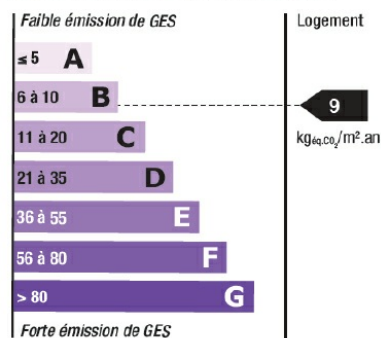 Faible émission de GES
Logement
≤ 5 A
6 à 10 B
9
11 à 20 C
kgéq.CO2/m².an
21 à 35 D
36 à 55 E
56 à 80 F
> 80 G
Forte émission de GES